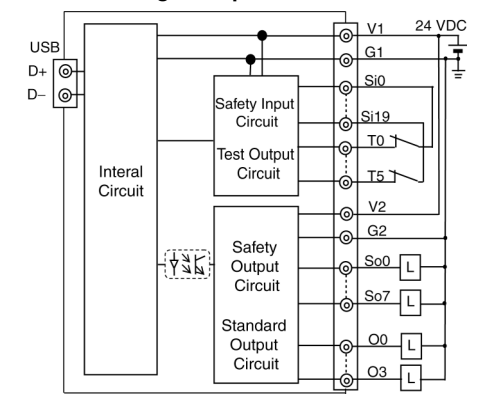 V1
24 VDC
USB
G1
D+
D−
Si0
Safety Input
Circuit
Si19
T0
Test Output
Circuit
T5
Interal
Circuit
V2
G2
Safety
Output
Circuit
So0
L
So7
L
Standard
Output
Circuit
O0
L
O3
L